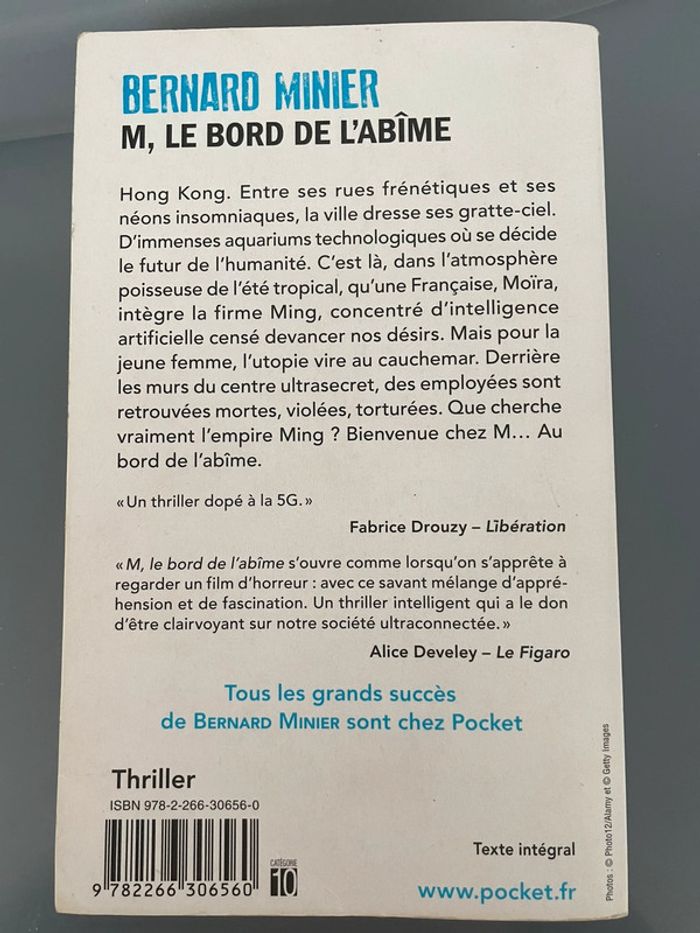 BERNARD MINIER
M, LE BORD DE L'ABÎME
Hong Kong. Entre ses rues frénétiques et ses
néons insomniaques, la ville dresse ses gratte-ciel.
D'immenses aquariums technologiques où se décide
le futur de l'humanité. C'est là, dans l'atmosphère
poisseuse de l'été tropical, qu'une Française, Moïra,
intègre la firme Ming, concentré d'intelligence
artificielle censé devancer nos désirs. Mais pour la
jeune femme, l'utopie vire au cauchemar. Derrière
les murs du centre ultrasecret, des employées sont
retrouvées mortes, violées, torturées. Que cherche
vraiment l'empire Ming ? Bienvenue chez M... Au
bord de l'abîme.
« Un thriller dopé à la 5G. »
Fabrice Drouzy – Libération
« M, le bord de l'abîme s'ouvre comme lorsqu'on s'apprête à
regarder un film d'horreur : avec ce savant mélange d'appré-
hension et de fascination. Un thriller intelligent qui a le don
d'être clairvoyant sur notre société ultraconnectée. »
Alice Develey – Le Figaro
Tous les grands succès
de BERNARD MINIER sont chez Pocket
Thriller
ISBN 978-2-266-30656-0
9 782266 306560
CATÉGORIE
10
Texte intégral
www.pocket.fr
Photos : © Photo12/Alamy et © Getty Images